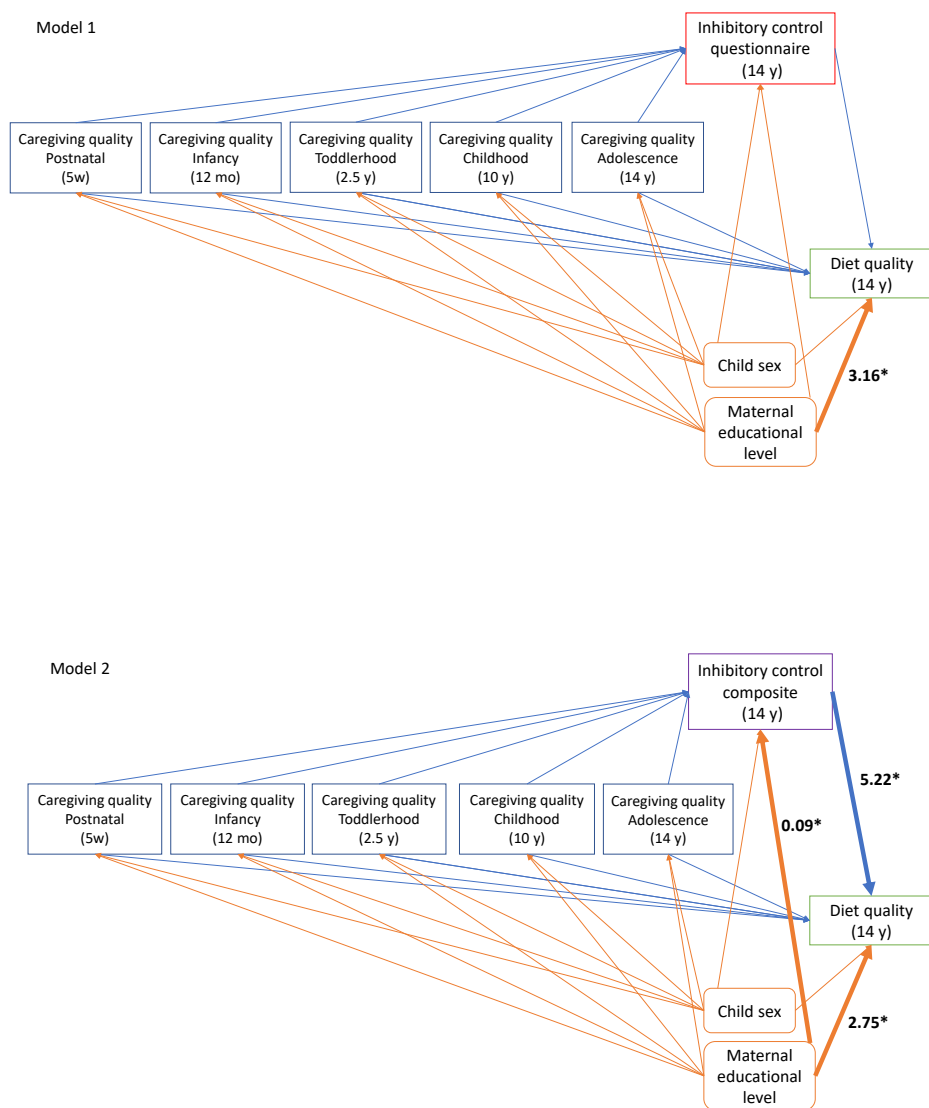 Model 1
Inhibitory control
questionnaire
(14 y)
Caregiving quality
Postnatal
(5w)
Caregiving quality
Infancy
(12 mo)
Caregiving quality
Toddlerhood
(2.5 y)
Caregiving quality
Childhood
(10 y)
Caregiving quality
Adolescence
(14 y)
Diet quality
(14 y)
Child sex
3.16*
Maternal
educational
level
Model 2
Inhibitory control
composite
(14 y)
5.22*
Caregiving quality
Postnatal
(5w)
Caregiving quality
Infancy
(12 mo)
Caregiving quality
Toddlerhood
(2.5 y)
Caregiving quality
Childhood
(10 y)
Caregiving quality
Adolescence
(14 y)
0.09*
Diet quality
(14 y)
Child sex
2.75*
Maternal
educational
level